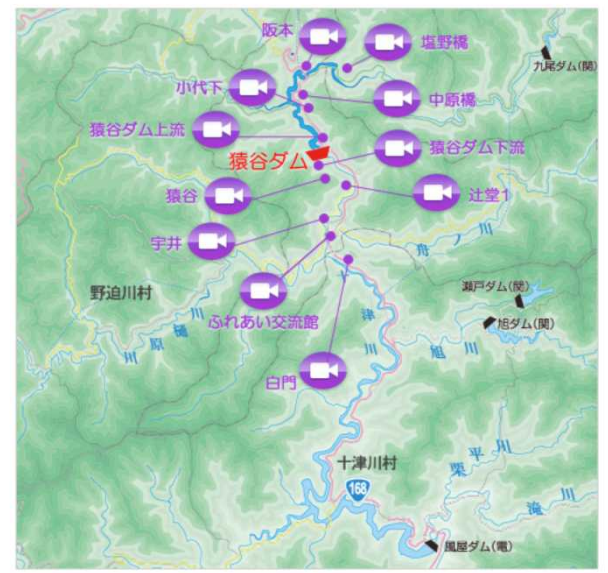 阪本
塩野橋
九尾ダム(関)
小代下
中原橋
猿谷ダム上流
猿谷ダム
猿谷ダム下流
猿谷
辻堂1
宇井
舟ノ川
野迫川村
瀬戸ダム(関)
ふれあい交流館
旭ダム(関)
川原樋川
津川
旭川
白門
十津川村
栗平川
168
滝川
風屋ダム(電)